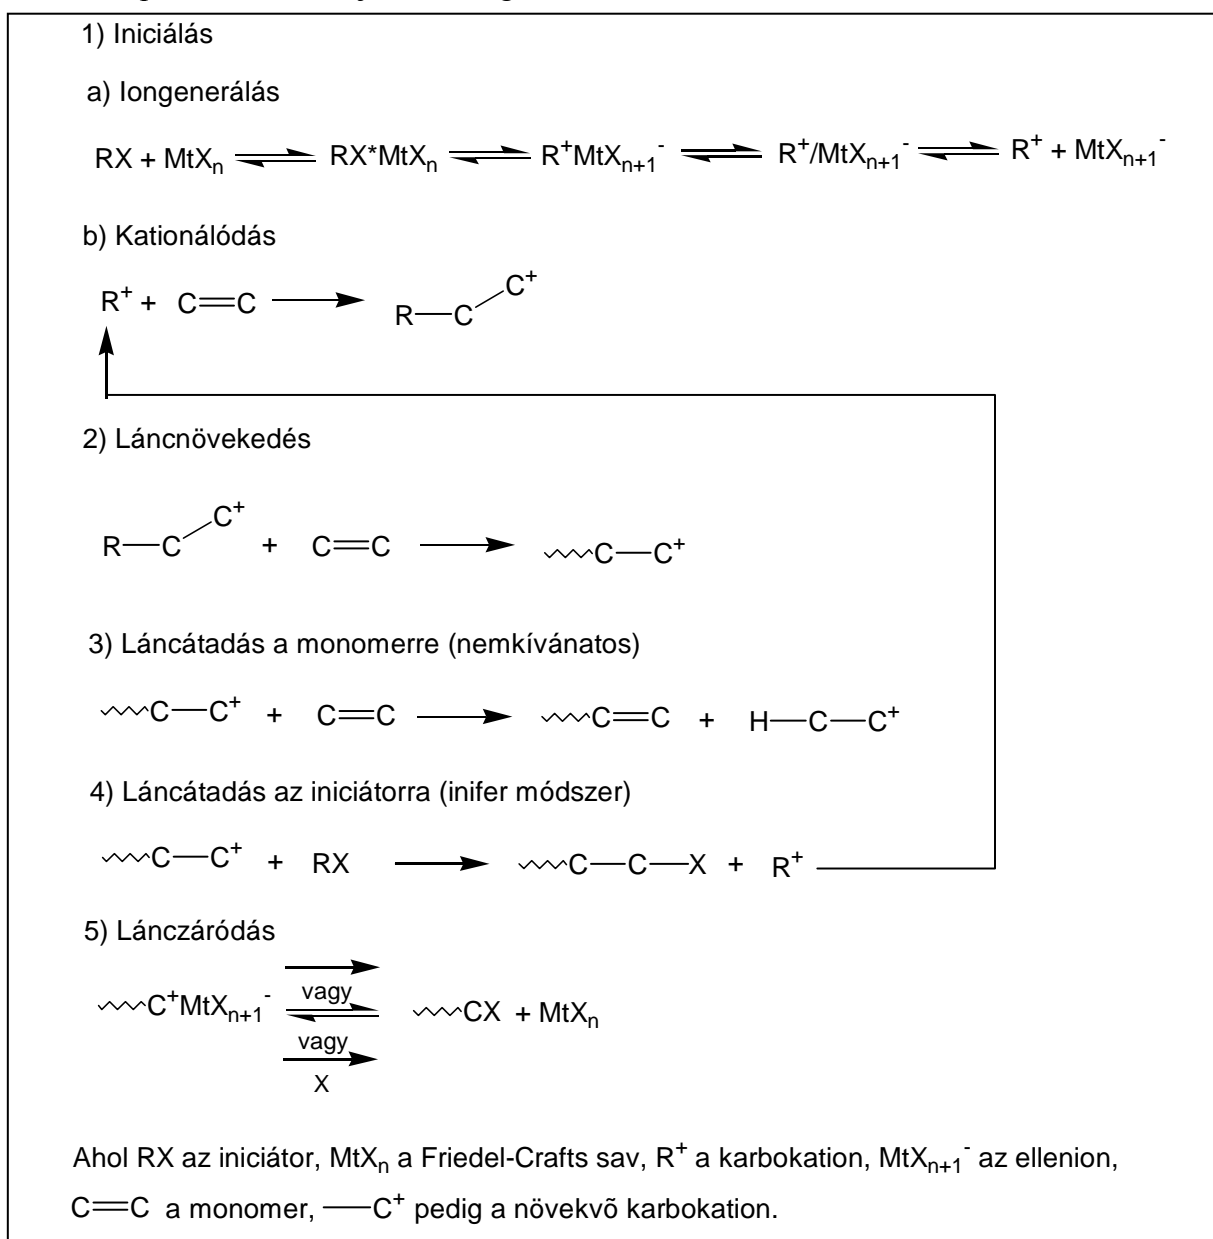 1) Iniciálás
a) Iongenerálás
RX + MtXn ⇌ RX*MtXn ⇌ R+MtXn+1- ⇌ R+/MtXn+1- ⇌ R+ + MtXn+1-
b) Kationálódás
R+ + C=C → R—C—C+
2) Láncnövekedés
R—C—C+ + C=C → C—C+
3) Láncátadás a monomerre (nemkívánatos)
C—C+ + C=C → C=C + H—C—C+
4) Láncátadás az iniciátorra (inifer módszer)
C—C+ + RX → C—C—X + R+
5) Lánczáródás
vagy
C+MtXn+1- ⇌ CX + MtXn
vagy
X
Ahol RX az iniciátor, MtXn a Friedel-Crafts sav, R+ a karbokation, MtXn+1- az ellenion,
C=C a monomer, —C+ pedig a növekvõ karbokation.